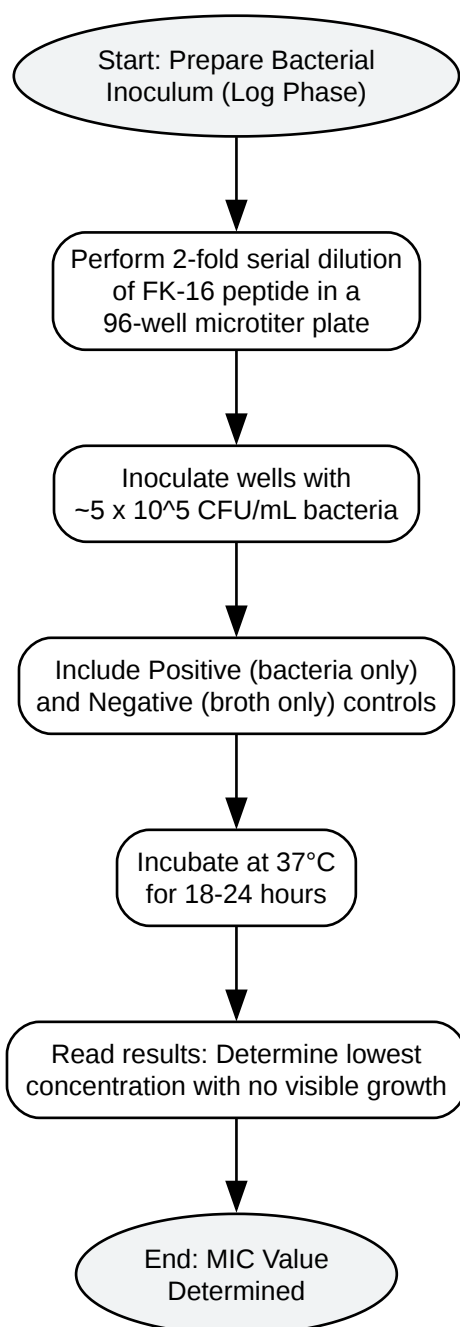 Start: Prepare Bacterial
Inoculum (Log Phase)
Perform 2-fold serial dilution
of FK-16 peptide in a
96-well microtiter plate
Inoculate wells with
~5 x 10^5 CFU/mL bacteria
Include Positive (bacteria only)
and Negative (broth only) controls
Incubate at 37°C
for 18-24 hours
Read results: Determine lowest
concentration with no visible growth
End: MIC Value
Determined